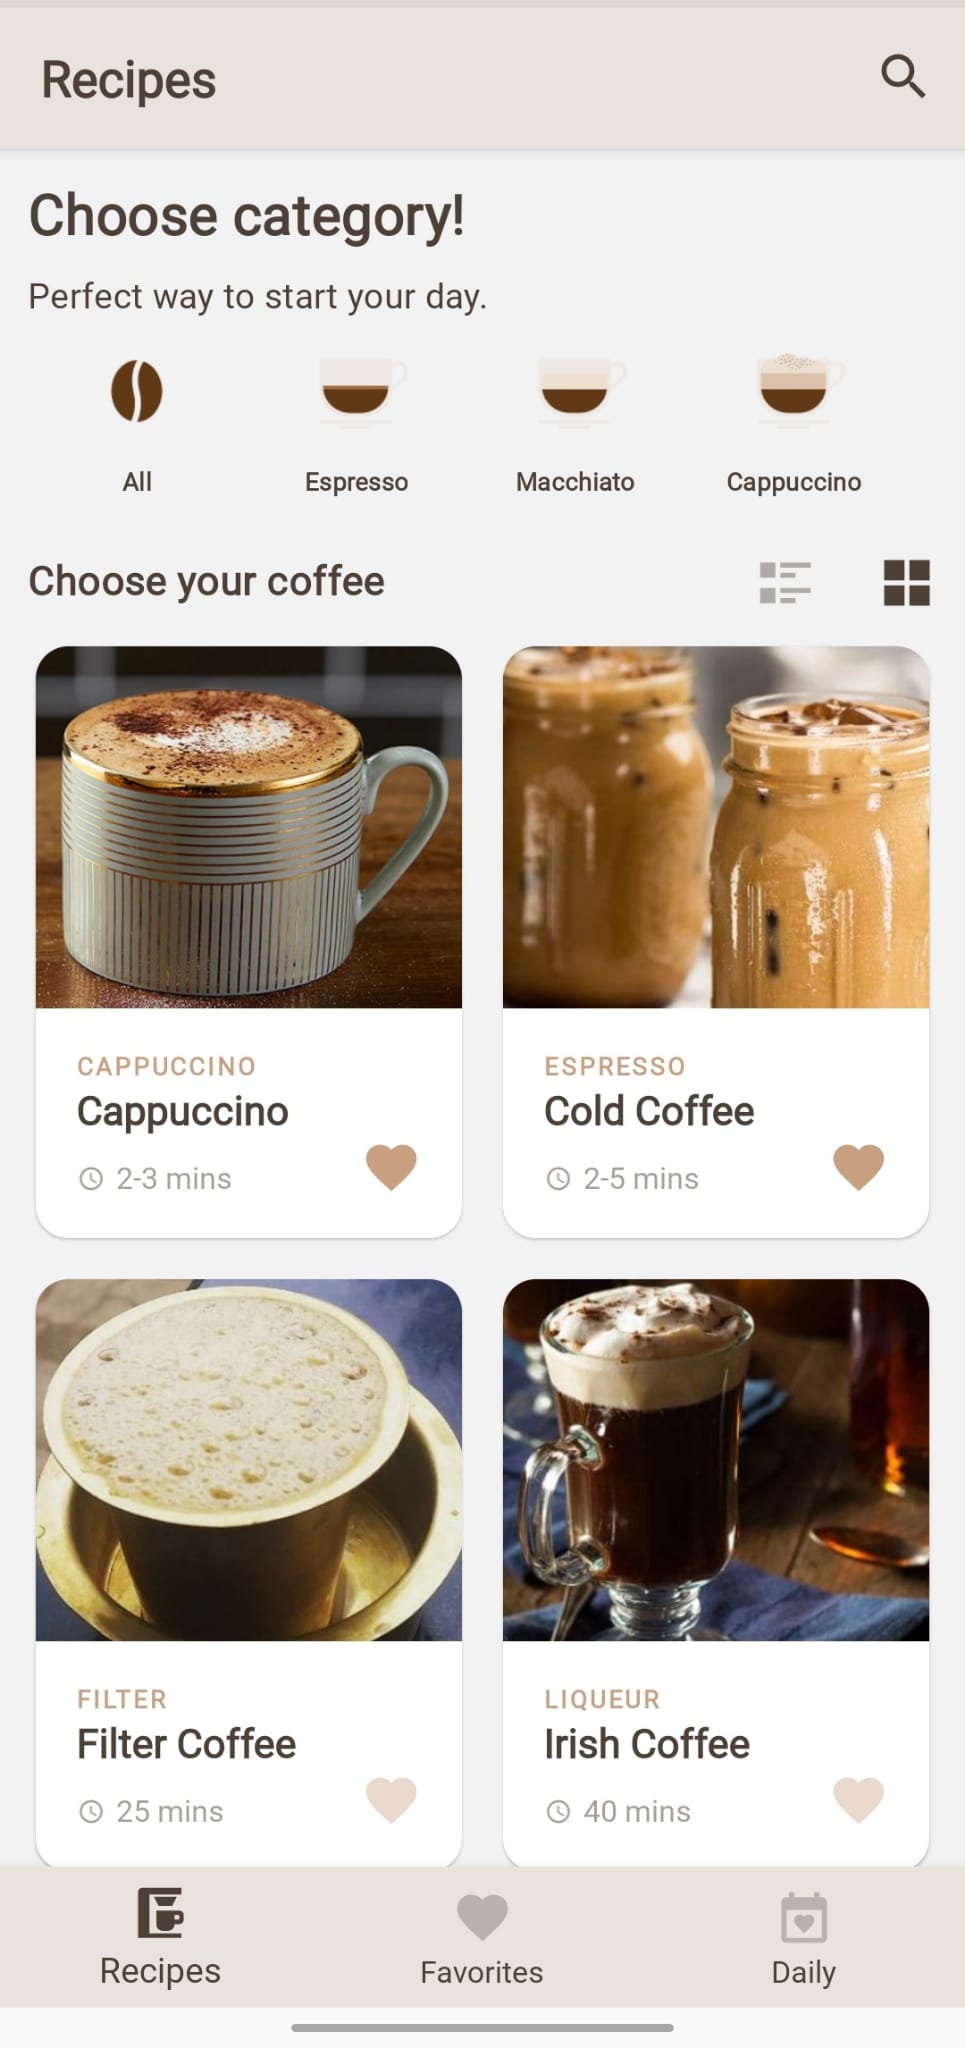 Recipes
Choose category!
Perfect way to start your day.
All Espresso Macchiato Cappuccino
Choose your coffee
CAPPUCCINO
Cappuccino
2-3 mins
ESPRESSO
Cold Coffee
2-5 mins
FILTER
Filter Coffee
25 mins
LIQUEUR
Irish Coffee
40 mins
Recipes Favorites Daily